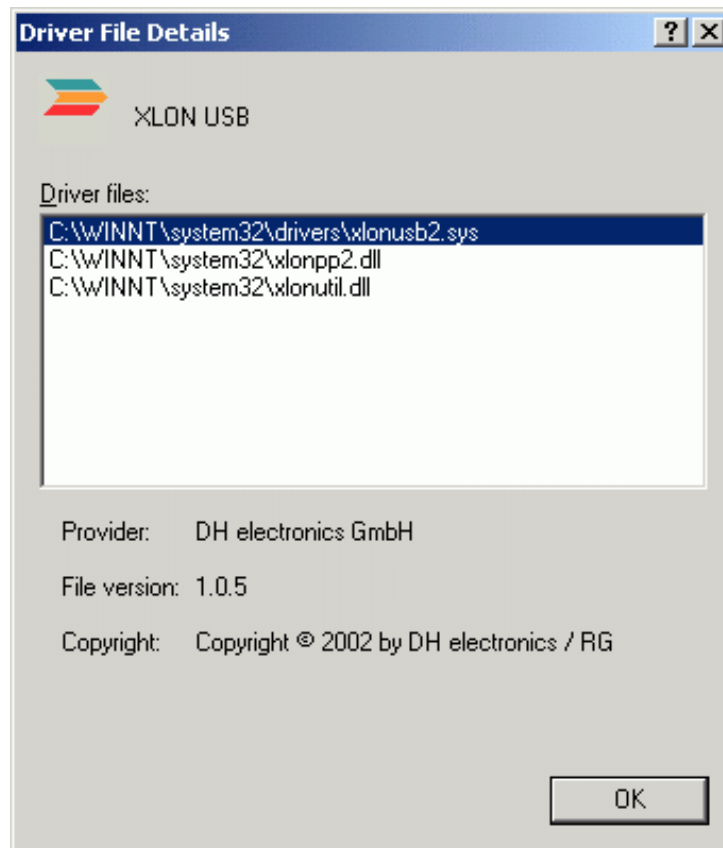 Driver File Details
XLON USB
Driver files:
C:\WINNT\system32\drivers\xlonusb2.sys
C:\WINNT\system32\xlonpp2.dll
C:\WINNT\system32\xlonutil.dll
Provider: DH electronics GmbH
File version: 1.0.5
Copyright: Copyright © 2002 by DH electronics / RG
OK